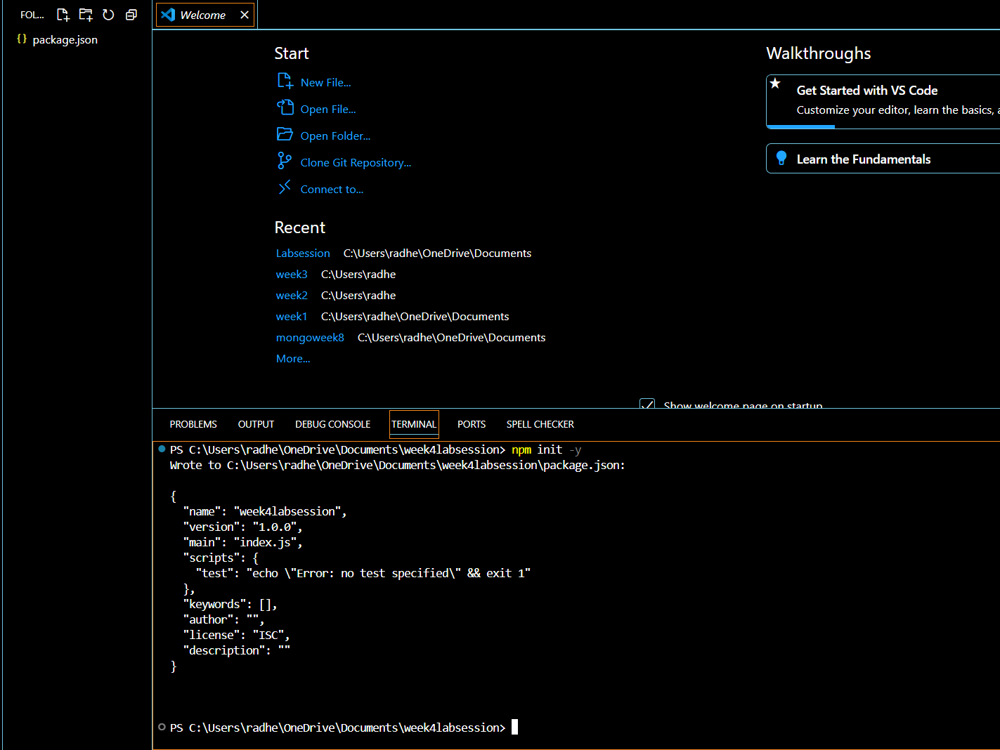 FOL...
{} package.json
Welcome
Start
New File...
Open File...
Open Folder...
Clone Git Repository...
Connect to...
Recent
Labsession C:\Users\radhe\OneDrive\Documents
week3 C:\Users\radhe
week2 C:\Users\radhe
week1 C:\Users\radhe\OneDrive\Documents
mongoweek8 C:\Users\radhe\OneDrive\Documents
More...
Walkthroughs
Get Started with VS Code
Customize your editor, learn the basics, a
Learn the Fundamentals
Show welcome page on startup
PROBLEMS OUTPUT DEBUG CONSOLE TERMINAL PORTS SPELL CHECKER
PS C:\Users\radhe\OneDrive\Documents\week4labsession> npm init -y
Wrote to C:\Users\radhe\OneDrive\Documents\week4labsession\package.json:
{
  "name": "week4labsession",
  "version": "1.0.0",
  "main": "index.js",
  "scripts": {
    "test": "echo \"Error: no test specified\" && exit 1"
  },
  "keywords": [],
  "author": "",
  "license": "ISC",
  "description": ""
}
PS C:\Users\radhe\OneDrive\Documents\week4labsession>